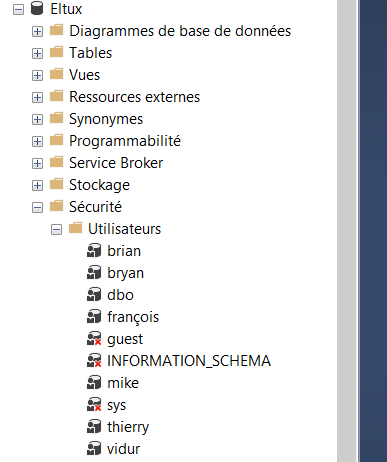 Eltux
Diagrammes de base de données
Tables
Vues
Ressources externes
Synonymes
Programmabilité
Service Broker
Stockage
Sécurité
Utilisateurs
brian
bryan
dbo
françois
guest
INFORMATION_SCHEMA
mike
sys
thierry
vidur